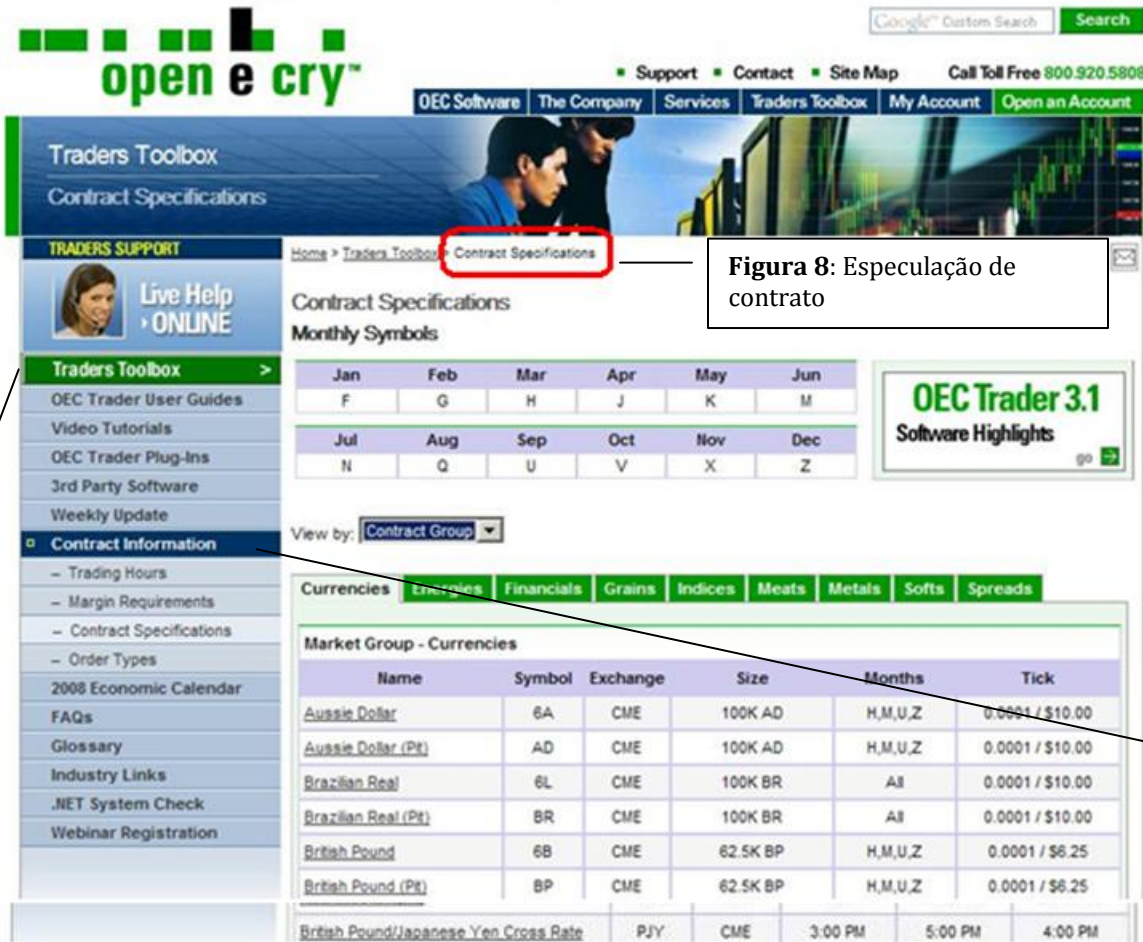 Google™ Custom Search Search
open e cry™
Support Contact Site Map Call Toll Free 800.920.5808
OEC Software The Company Services Traders Toolbox My Account Open an Account
Traders Toolbox
Contract Specifications
TRADERS SUPPORT
Live Help
ONLINE
Home > Traders Toolbox > Contract Specifications
Figura 8: Especulação de
contrato
Contract Specifications
Monthly Symbols
Jan Feb Mar Apr May Jun
F G H J K M
Jul Aug Sep Oct Nov Dec
N Q U V X Z
OEC Trader 3.1
Software Highlights
go
Traders Toolbox >
OEC Trader User Guides
Video Tutorials
OEC Trader Plug-Ins
3rd Party Software
Weekly Update
Contract Information
– Trading Hours
– Margin Requirements
– Contract Specifications
– Order Types
2008 Economic Calendar
FAQs
Glossary
Industry Links
.NET System Check
Webinar Registration
View by: Contract Group
Currencies Energies Financials Grains Indices Meats Metals Softs Spreads
Market Group - Currencies
Name Symbol Exchange Size Months Tick
Aussie Dollar 6A CME 100K AD H,M,U,Z 0.0001 / $10.00
Aussie Dollar (Pit) AD CME 100K AD H,M,U,Z 0.0001 / $10.00
Brazilian Real 6L CME 100K BR All 0.0001 / $10.00
Brazilian Real (Pit) BR CME 100K BR All 0.0001 / $10.00
British Pound 6B CME 62.5K BP H,M,U,Z 0.0001 / $6.25
British Pound (Pit) BP CME 62.5K BP H,M,U,Z 0.0001 / $6.25
British Pound/Japanese Yen Cross Rate PJY CME 3:00 PM 5:00 PM 4:00 PM